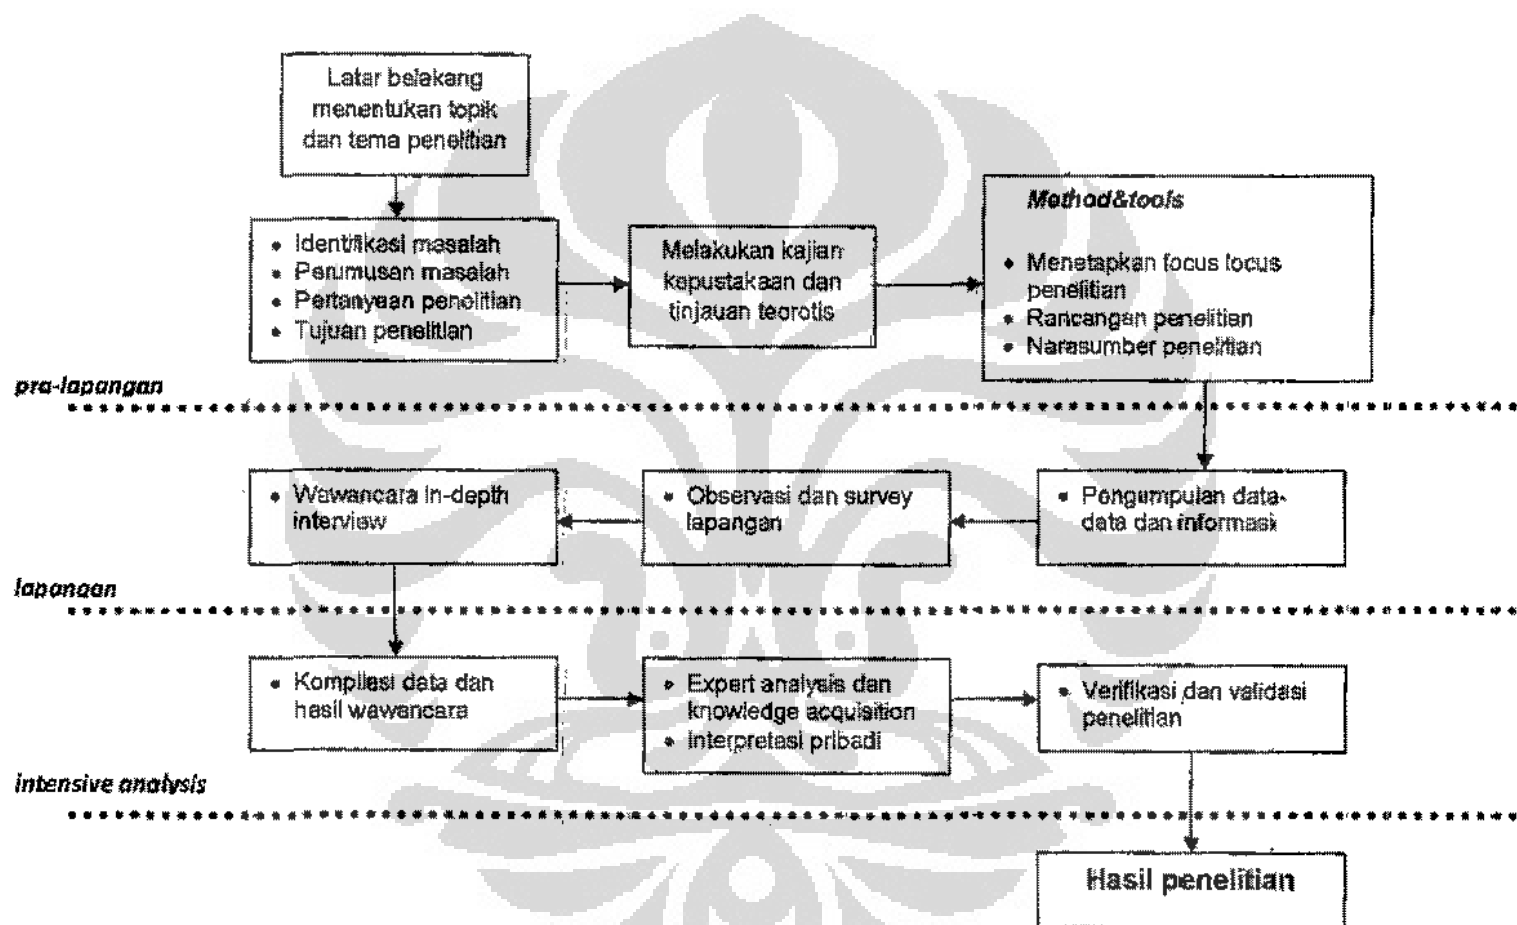 Latar belakang
menentukan topik
dan tema penelitian
• Identifikasi masalah
• Perumusan masalah
• Pertanyaan penelitian
• Tujuan penelitian
Melakukan kajian
kepustakaan dan
tinjauan teorotis
Method&tools
• Menetapkan focus locus
penelitian
• Rancangan penelitian
• Narasumber penelitian
pra-lapangan
• Wawancara in-depth
interview
• Observasi dan survey
lapangan
• Pengumpulan data-
data dan informasi
lapangan
• Kompilasi data dan
hasil wawancara
• Expert analysis dan
knowledge acquisition
• Interpretasi pribadi
• Verifikasi dan validasi
penelitian
intensive analysis
Hasil penelitian